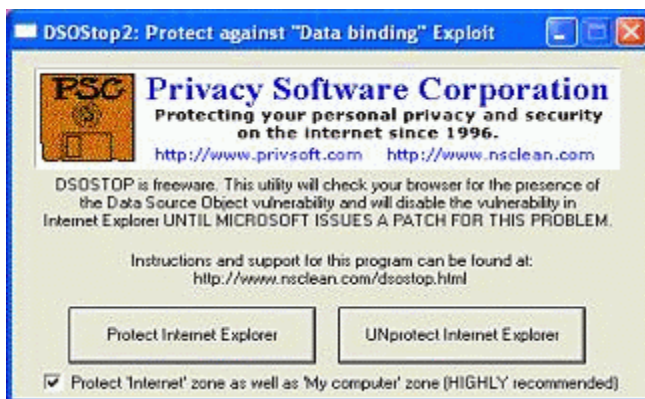 DSOStop2: Protect against "Data binding" Exploit
PSC
Privacy Software Corporation
Protecting your personal privacy and security
on the internet since 1996.
http://www.privsoft.com http://www.nsclean.com
DSOSTOP is freeware. This utility will check your browser for the presence of
the Data Source Object vulnerability and will disable the vulnerability in
Internet Explorer UNTIL MICROSOFT ISSUES A PATCH FOR THIS PROBLEM.
Instructions and support for this program can be found at:
http://www.nsclean.com/dsostop.html
Protect Internet Explorer UNprotect Internet Explorer
Protect 'Internet' zone as well as 'My computer' zone (HIGHLY recommended)